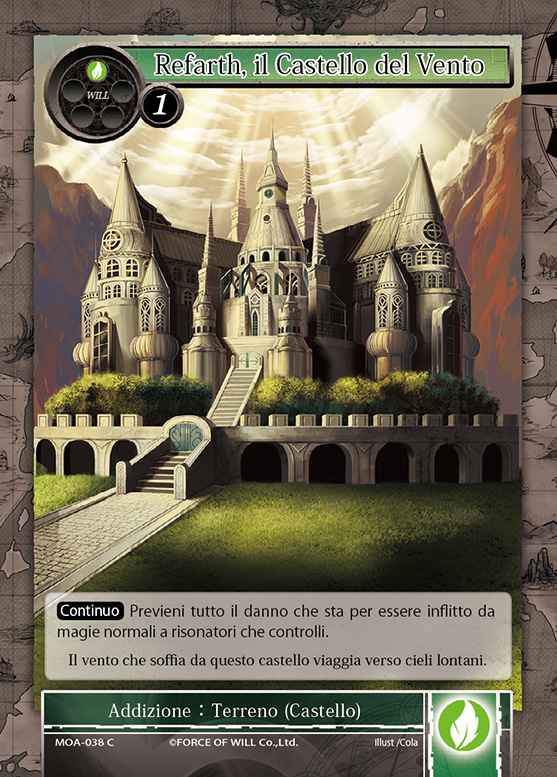 Refarth, il Castello del Vento
WILL
1
Continuo Previeni tutto il danno che sta per essere inflitto da
magie normali a risonatori che controlli.
Il vento che soffia da questo castello viaggia verso cieli lontani.
Addizione : Terreno (Castello)
MOA-038 C ©FORCE OF WILL Co.,Ltd. Illust /Cola